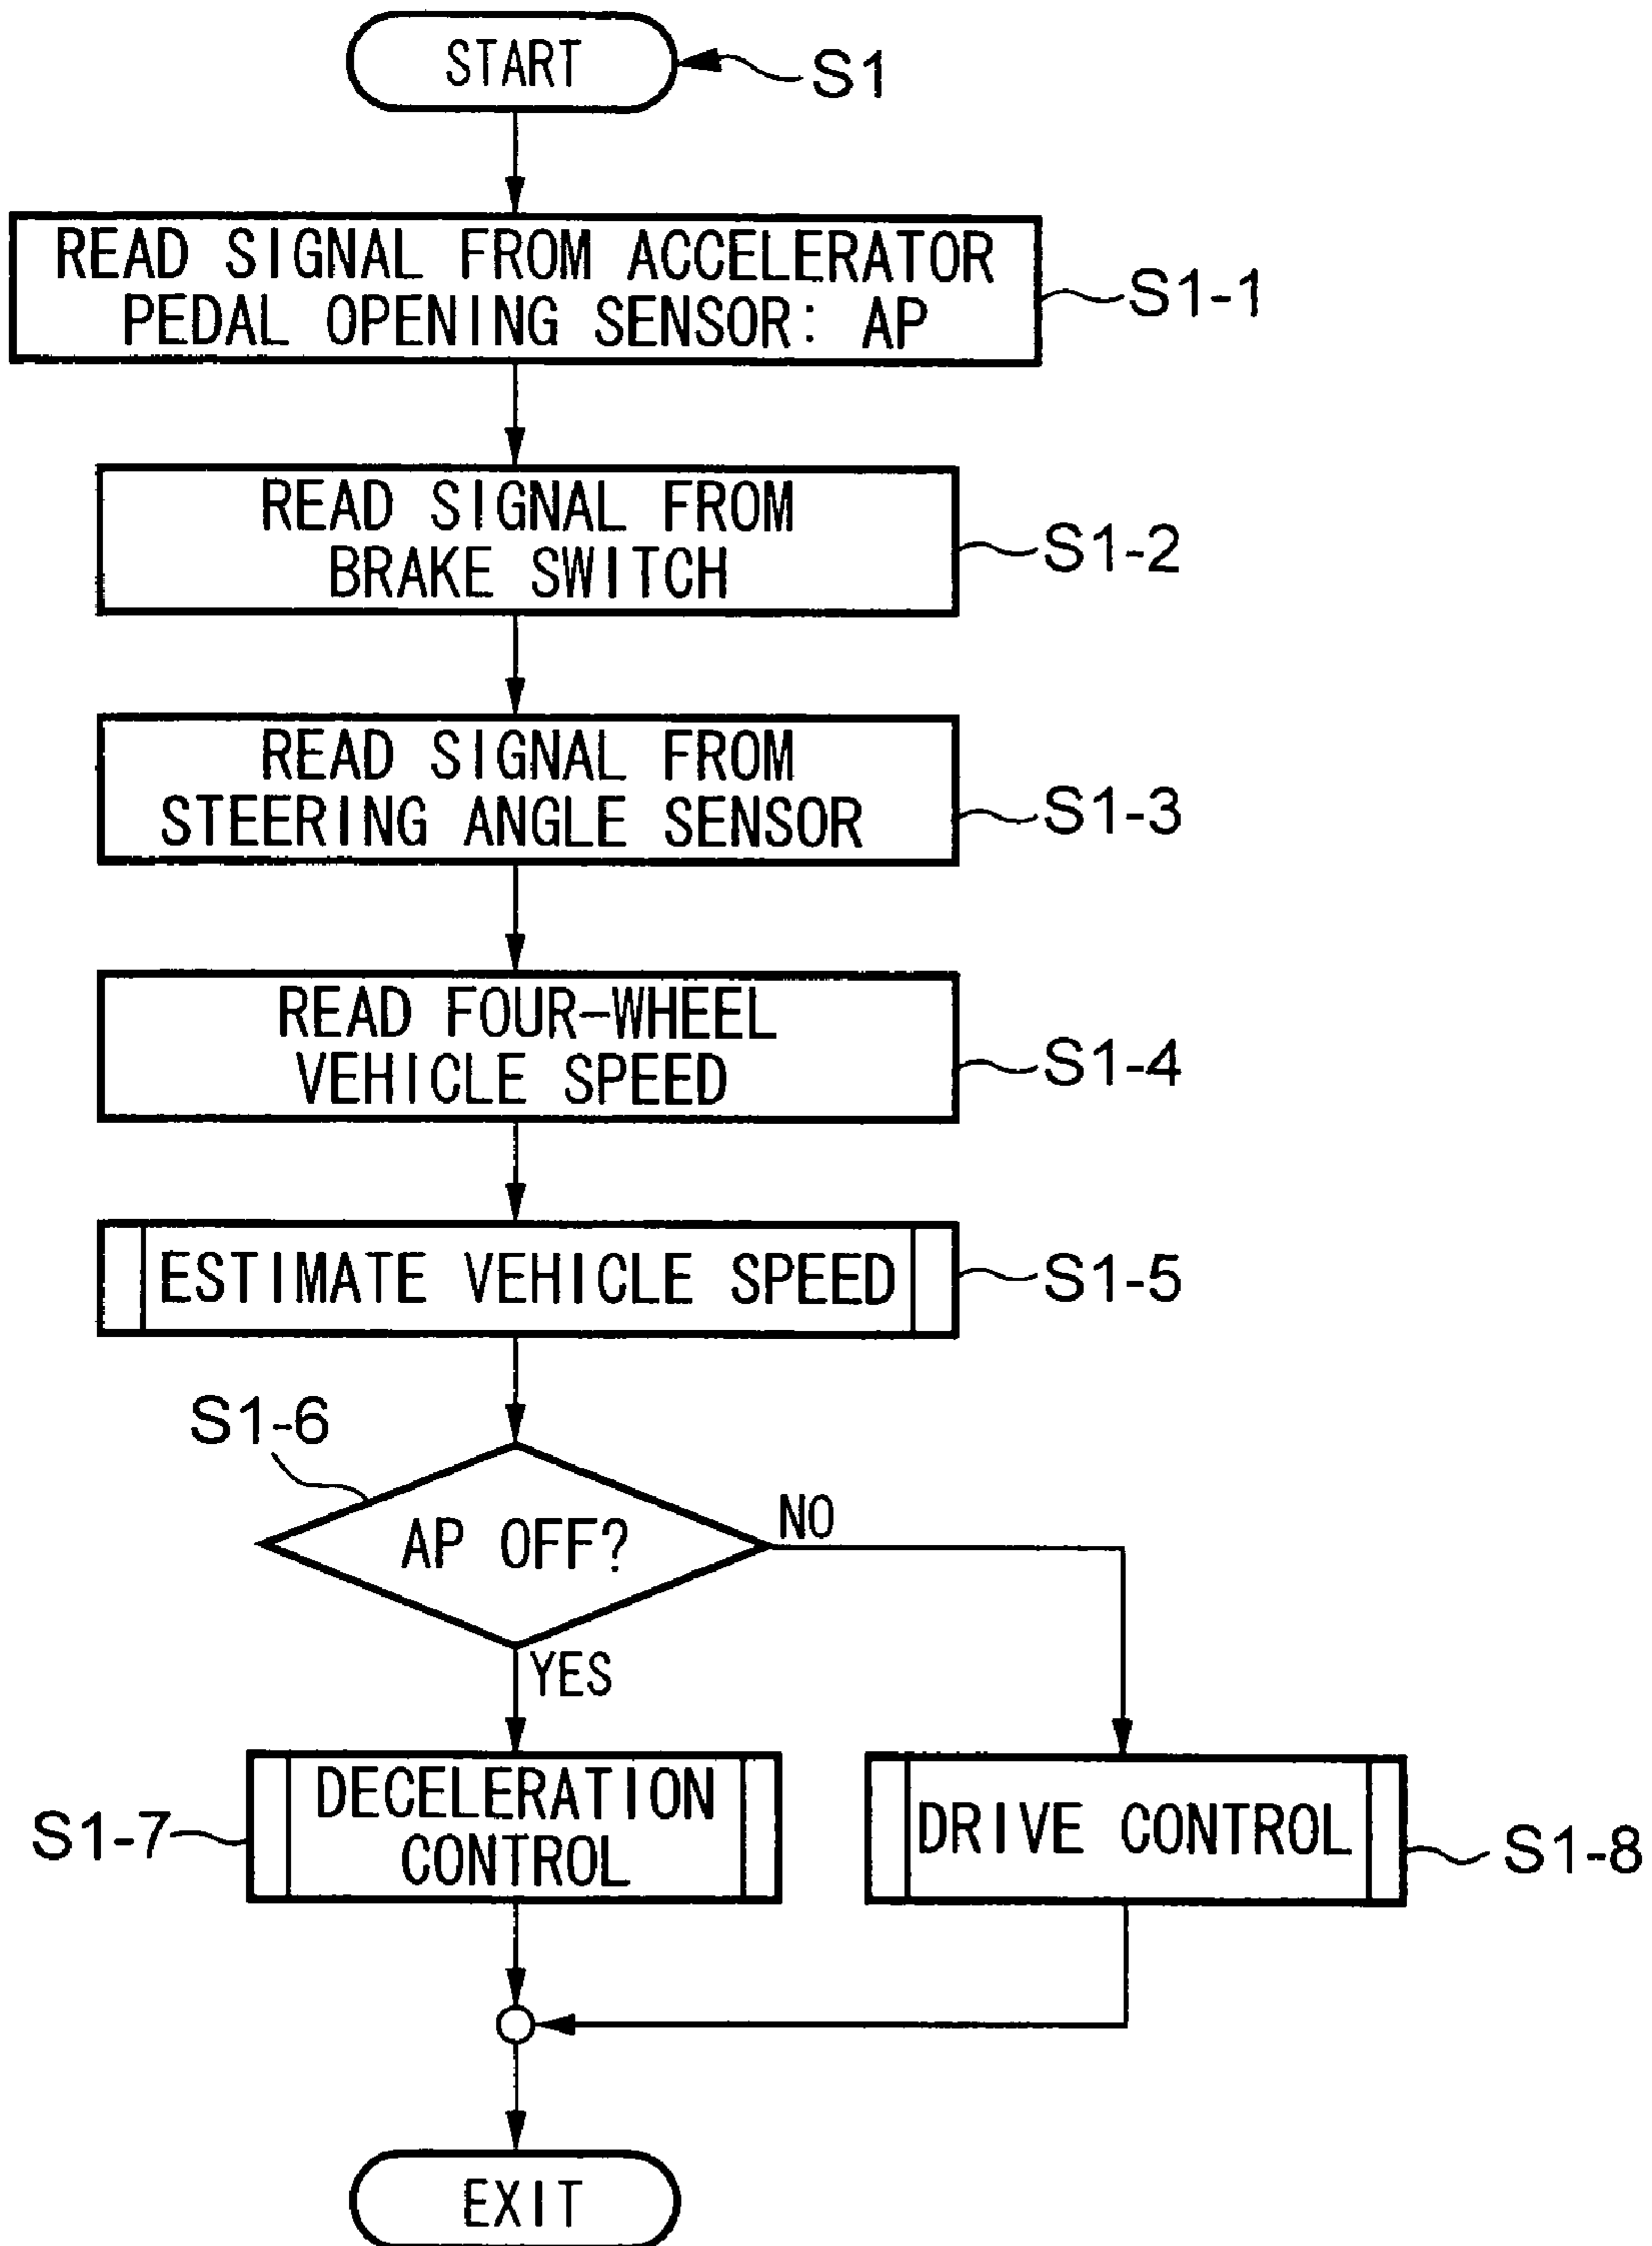 START
S1
READ SIGNAL FROM ACCELERATOR
PEDAL OPENING SENSOR: AP
S1-1
READ SIGNAL FROM
BRAKE SWITCH
S1-2
READ SIGNAL FROM
STEERING ANGLE SENSOR
S1-3
READ FOUR-WHEEL
VEHICLE SPEED
S1-4
ESTIMATE VEHICLE SPEED
S1-5
S1-6
AP OFF?
NO
YES
DECELERATION
CONTROL
S1-7
DRIVE CONTROL
S1-8
EXIT